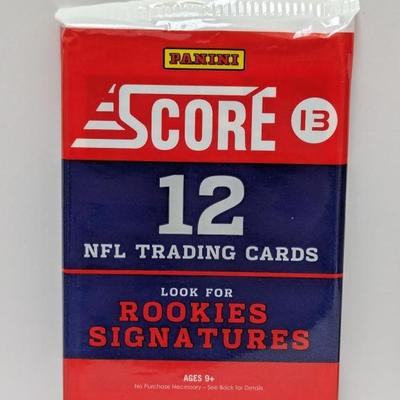 PANINI
SCORE 13
12
NFL TRADING CARDS
LOOK FOR
ROOKIES
SIGNATURES
AGES 9+
No Purchase Necessary – See Back for Details